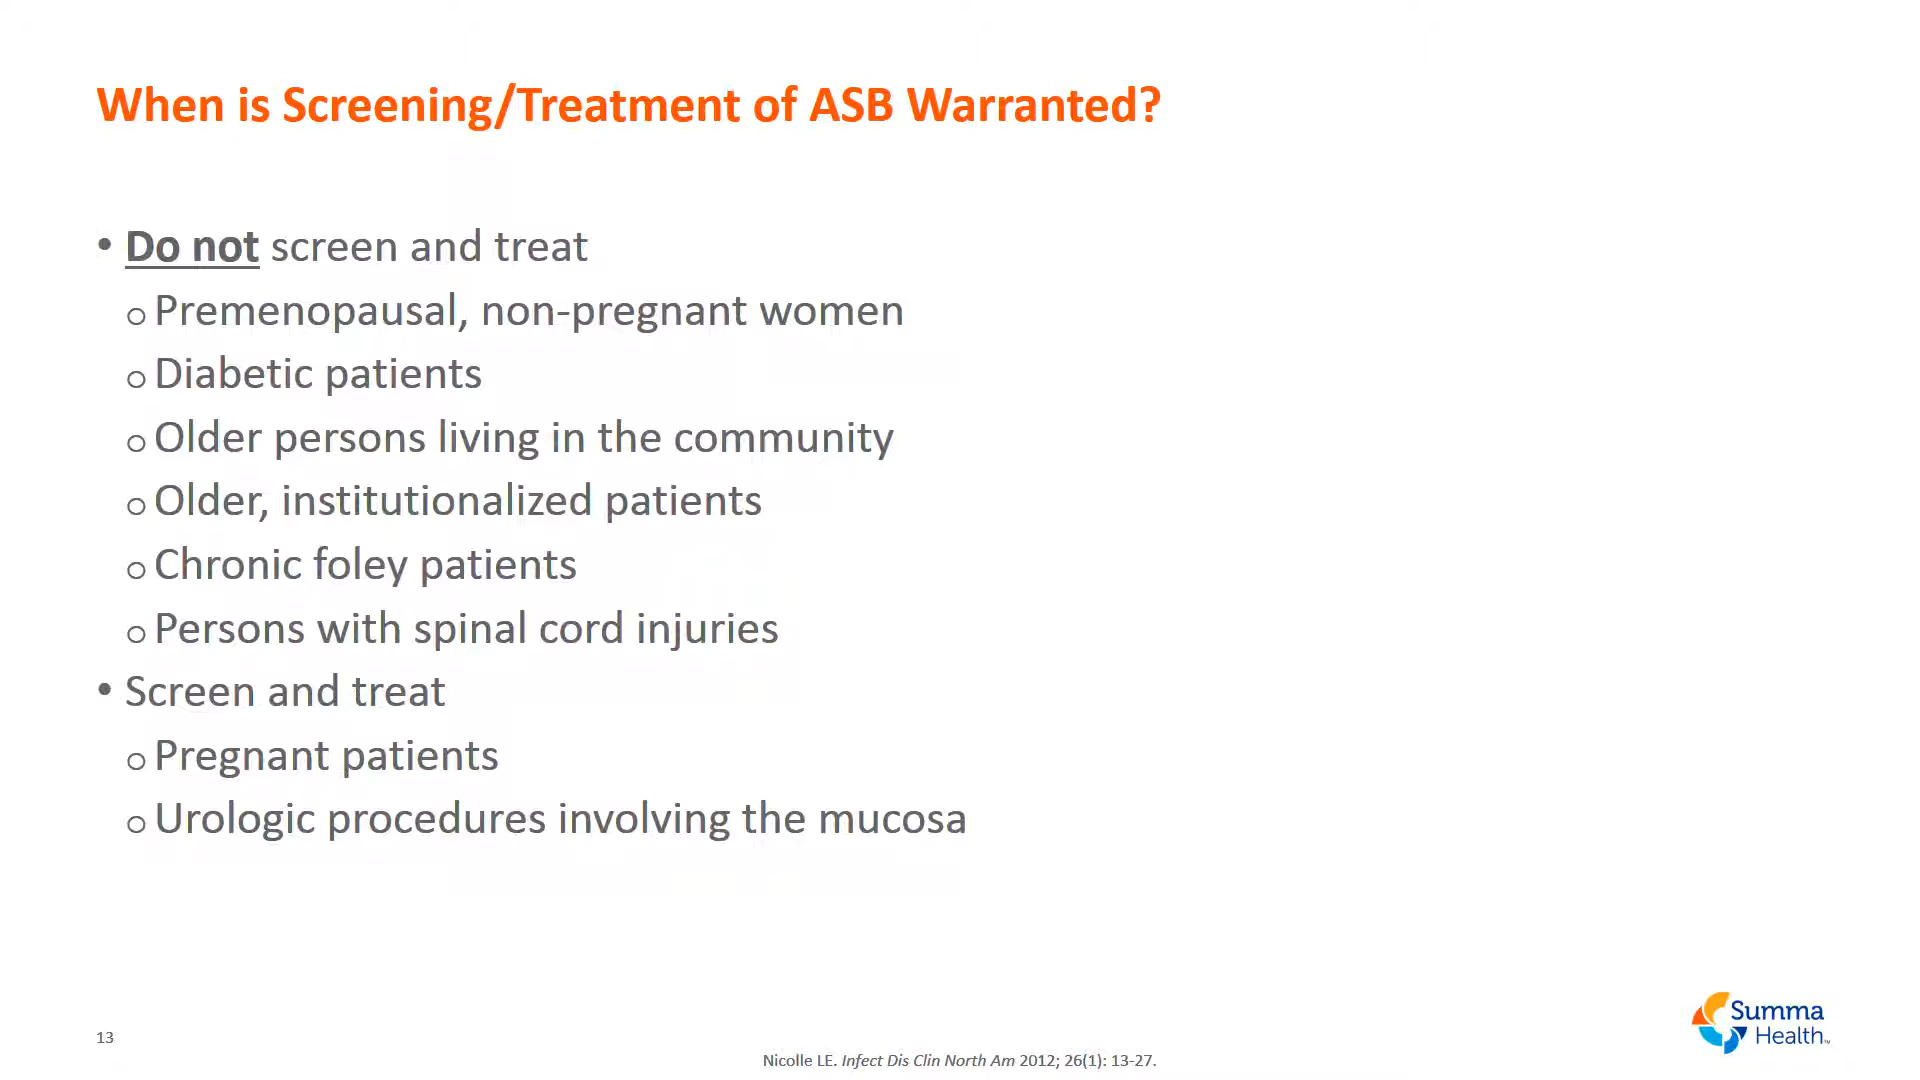 When is Screening/Treatment of ASB Warranted?
• Do not screen and treat
o Premenopausal, non-pregnant women
o Diabetic patients
o Older persons living in the community
o Older, institutionalized patients
o Chronic foley patients
o Persons with spinal cord injuries
• Screen and treat
o Pregnant patients
o Urologic procedures involving the mucosa
Summa
Health™
13
Nicolle LE. Infect Dis Clin North Am 2012; 26(1): 13-27.